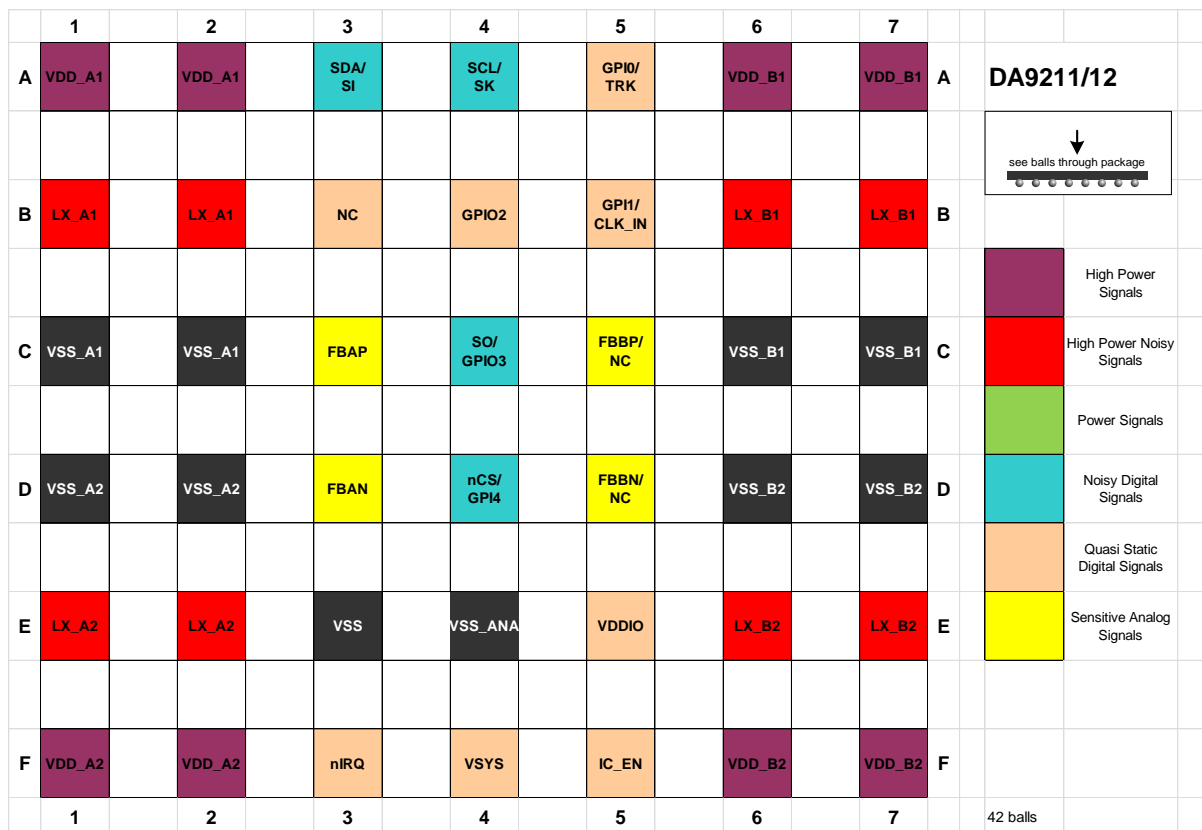 1 2 3 4 5 6 7
A VDD_A1 VDD_A1 SDA/ SCL/ GPI0/ VDD_B1 VDD_B1 A DA9211/12
SI SK TRK
see balls through package
B LX_A1 LX_A1 NC GPIO2 GPI1/ LX_B1 LX_B1 B
CLK_IN
High Power
Signals
C VSS_A1 VSS_A1 FBAP SO/ FBBP/ VSS_B1 VSS_B1 C High Power Noisy
GPIO3 NC Signals
Power Signals
D VSS_A2 VSS_A2 FBAN nCS/ FBBN/ VSS_B2 VSS_B2 D Noisy Digital
GPI4 NC Signals
Quasi Static
Digital Signals
E LX_A2 LX_A2 VSS VSS_ANA VDDIO LX_B2 LX_B2 E Sensitive Analog
Signals
F VDD_A2 VDD_A2 nIRQ VSYS IC_EN VDD_B2 VDD_B2 F
1 2 3 4 5 6 7 42 balls